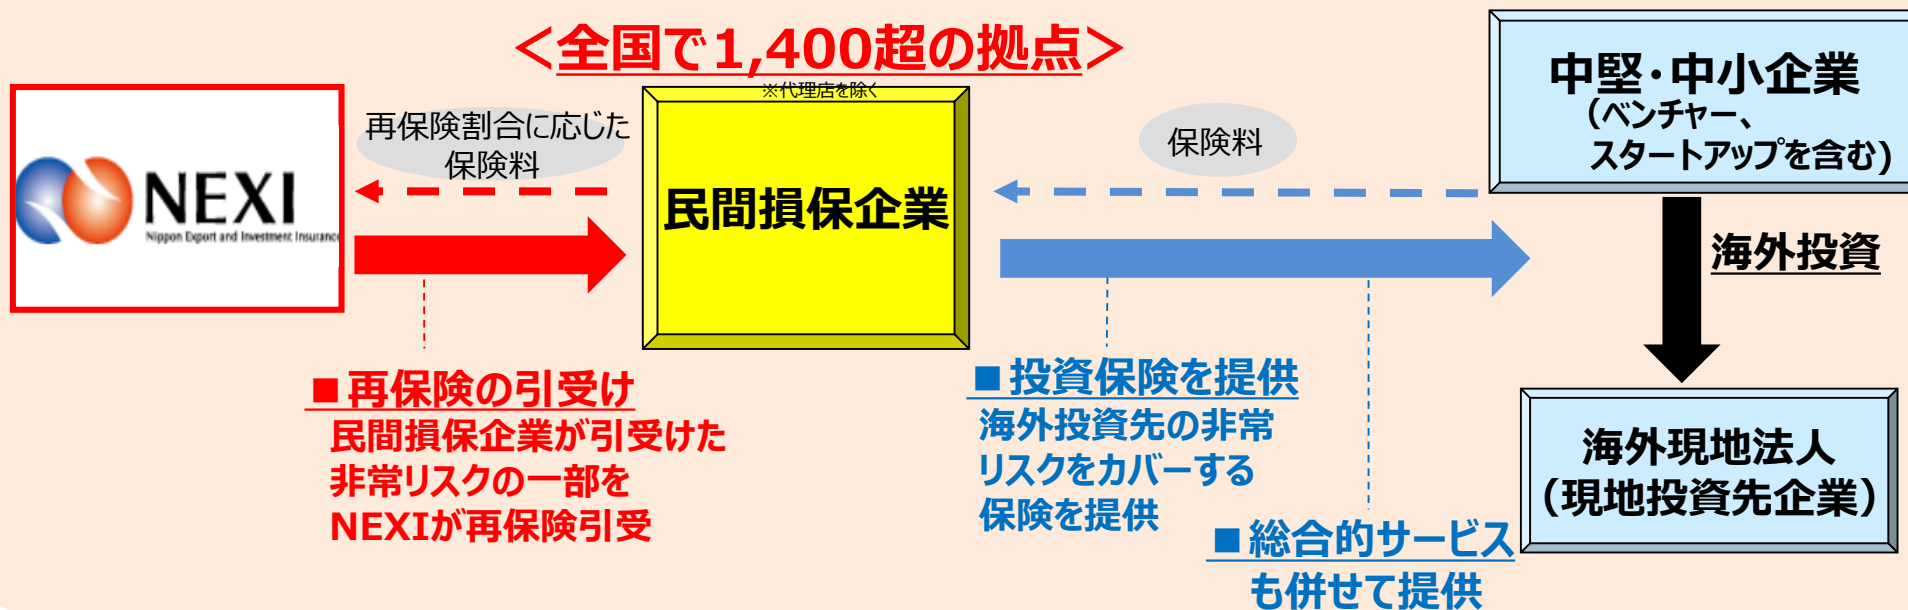 ＜全国で1,400超の拠点＞
※代理店を除く
NEXI
Nippon Export and Investment Insurance
再保険割合に応じた
保険料
民間損保企業
保険料
中堅・中小企業
（ベンチャー、
スタートアップを含む)
海外投資
■再保険の引受け
民間損保企業が引受けた
非常リスクの一部を
NEXIが再保険引受
■投資保険を提供
海外投資先の非常
リスクをカバーする
保険を提供
■総合的サービス
も併せて提供
海外現地法人
（現地投資先企業）